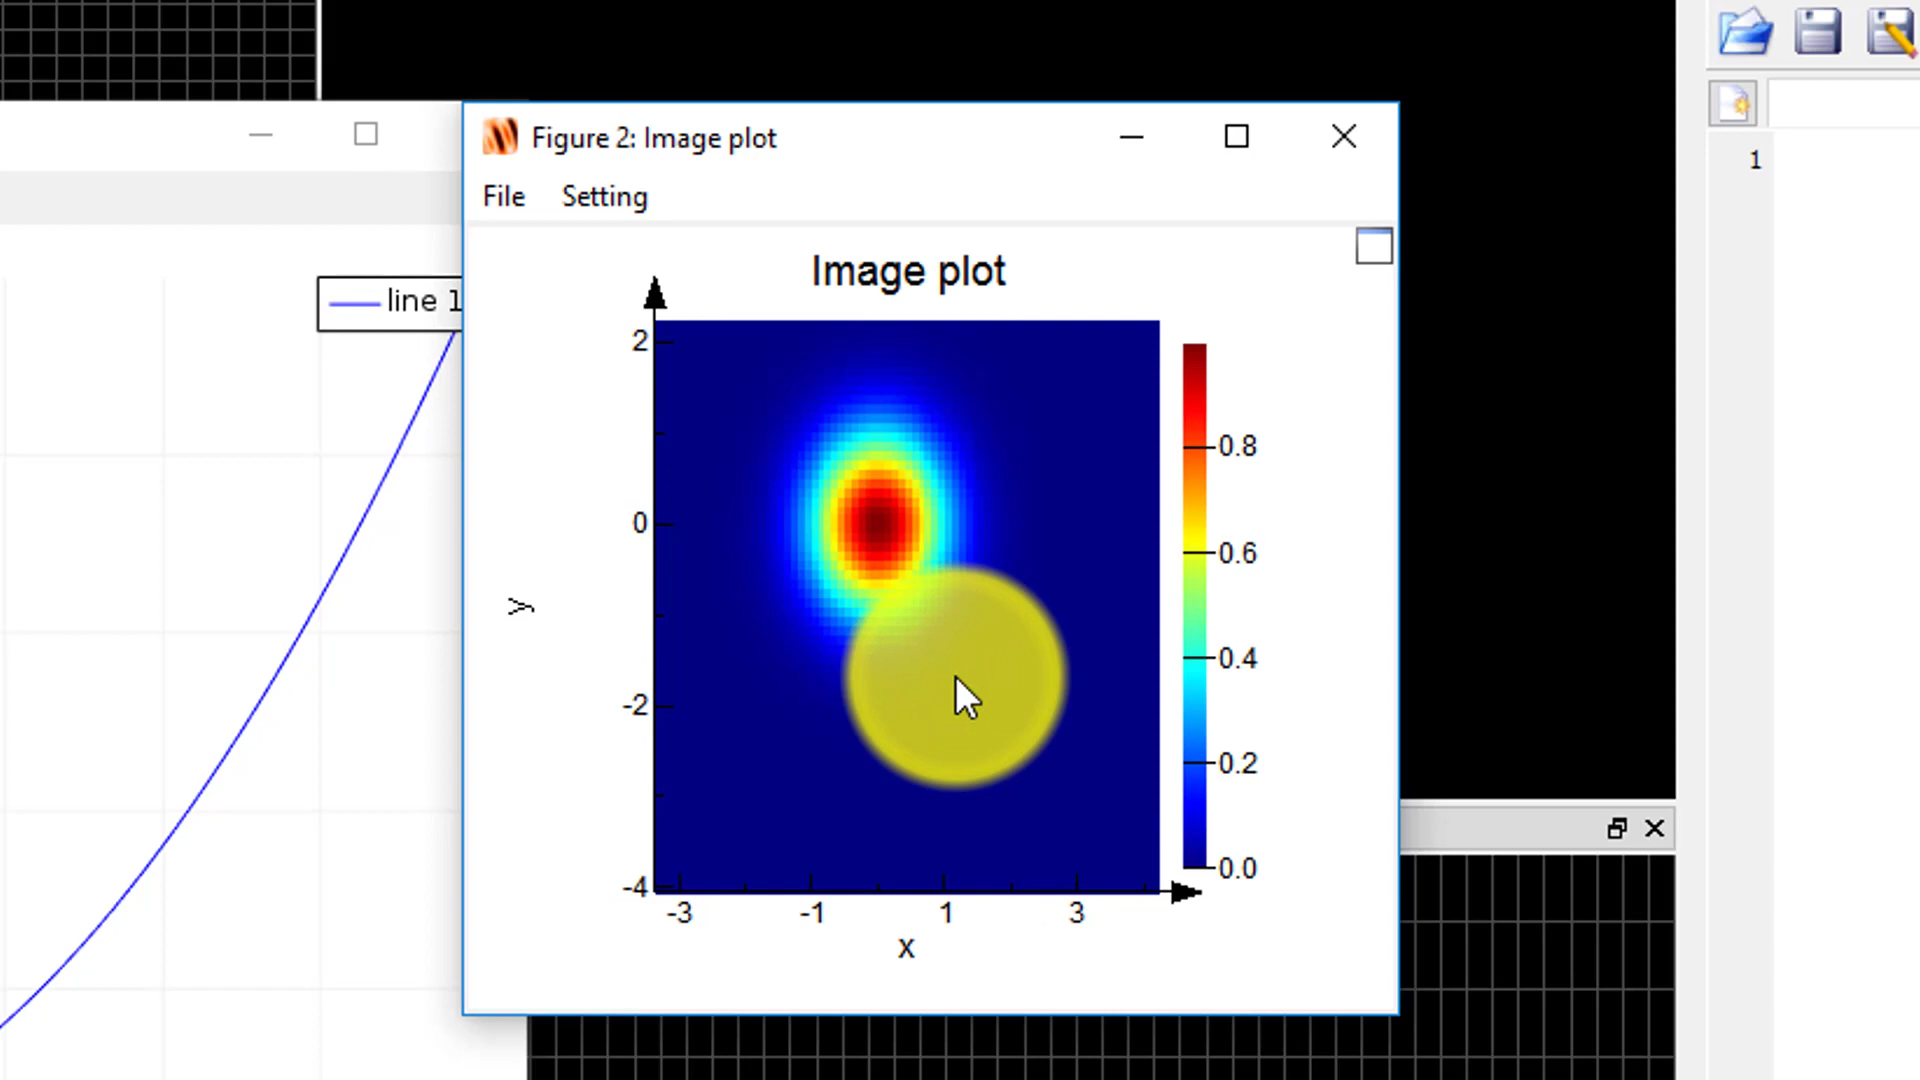 Figure 2: Image plot
File Setting
1
line 1
Image plot
2
0
-2
-4
y
-3 -1 1 3
x
0.8
0.6
0.4
0.2
0.0